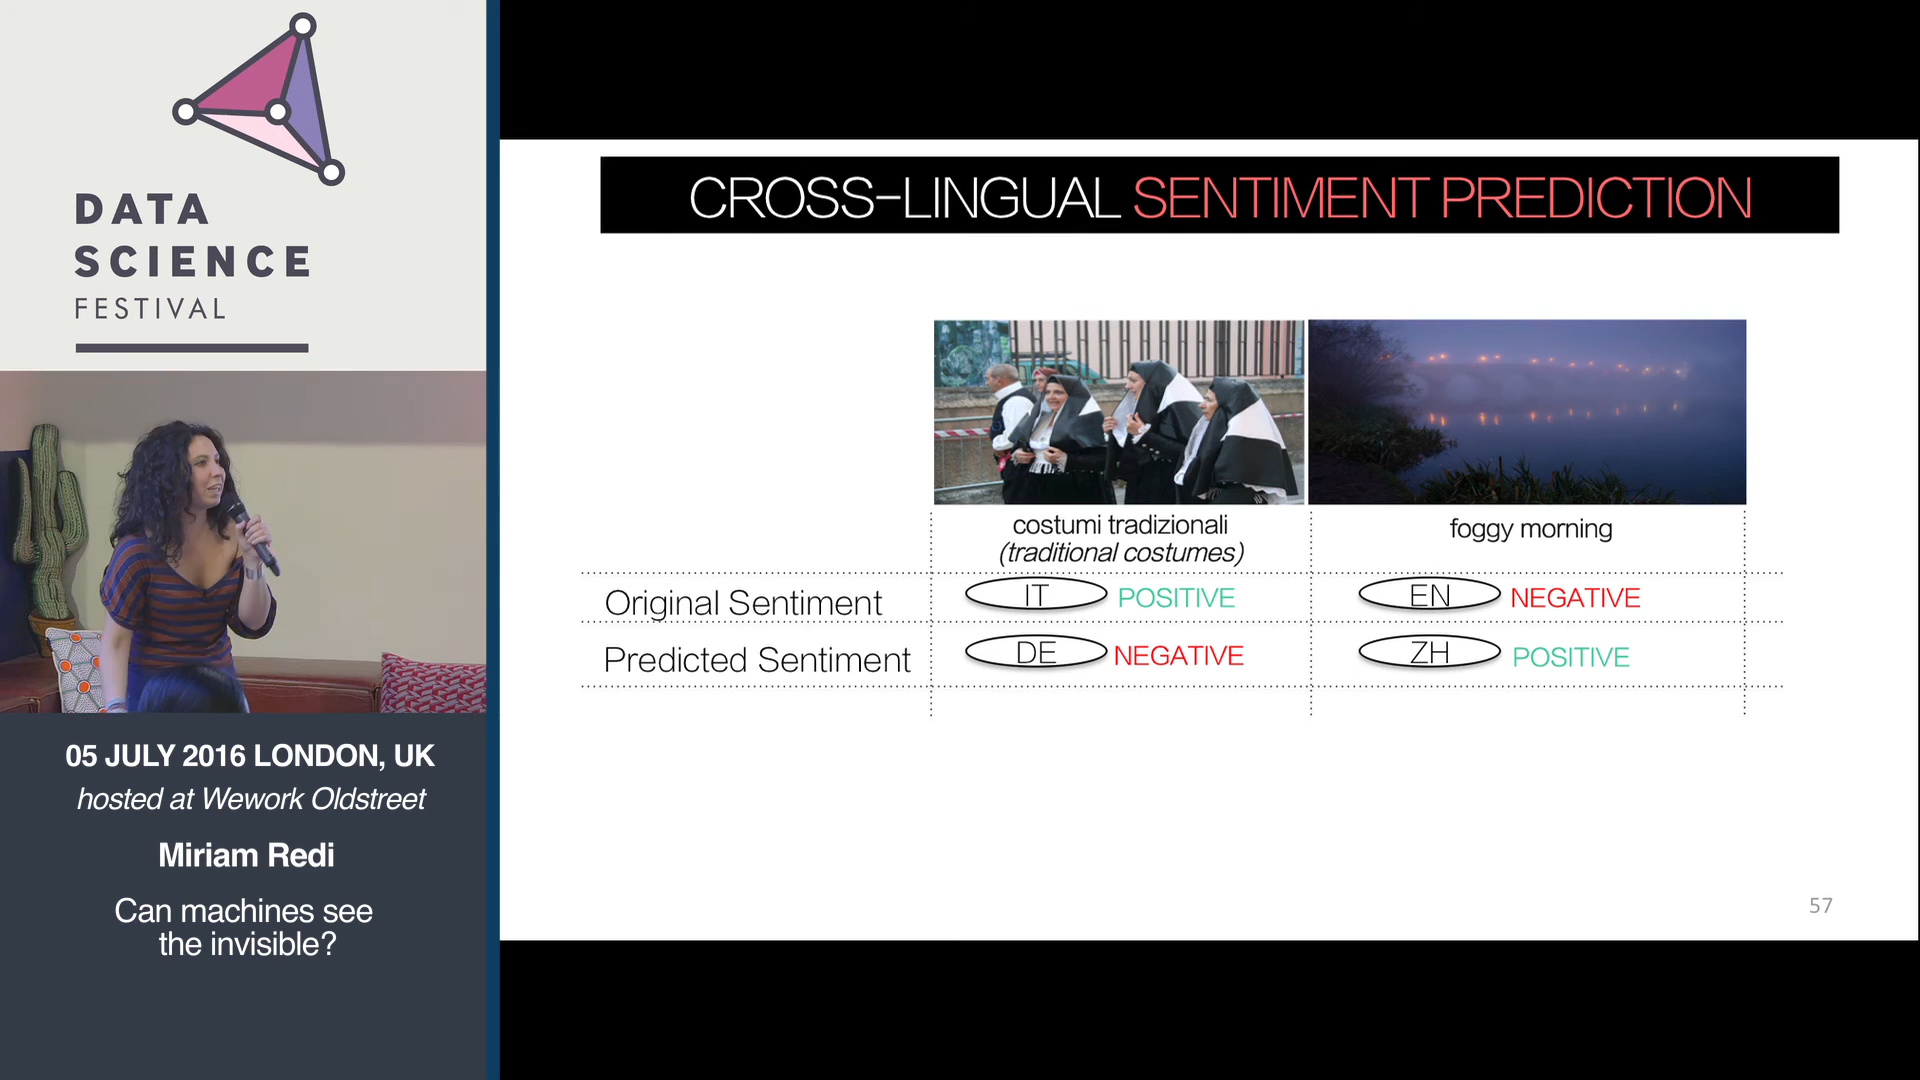 DATA
SCIENCE
FESTIVAL
05 JULY 2016 LONDON, UK
hosted at Wework Oldstreet
Miriam Redi
Can machines see
the invisible?
CROSS-LINGUAL SENTIMENT PREDICTION
costumi tradizionali
(traditional costumes)
foggy morning
Original Sentiment IT POSITIVE EN NEGATIVE
Predicted Sentiment DE NEGATIVE ZH POSITIVE
57